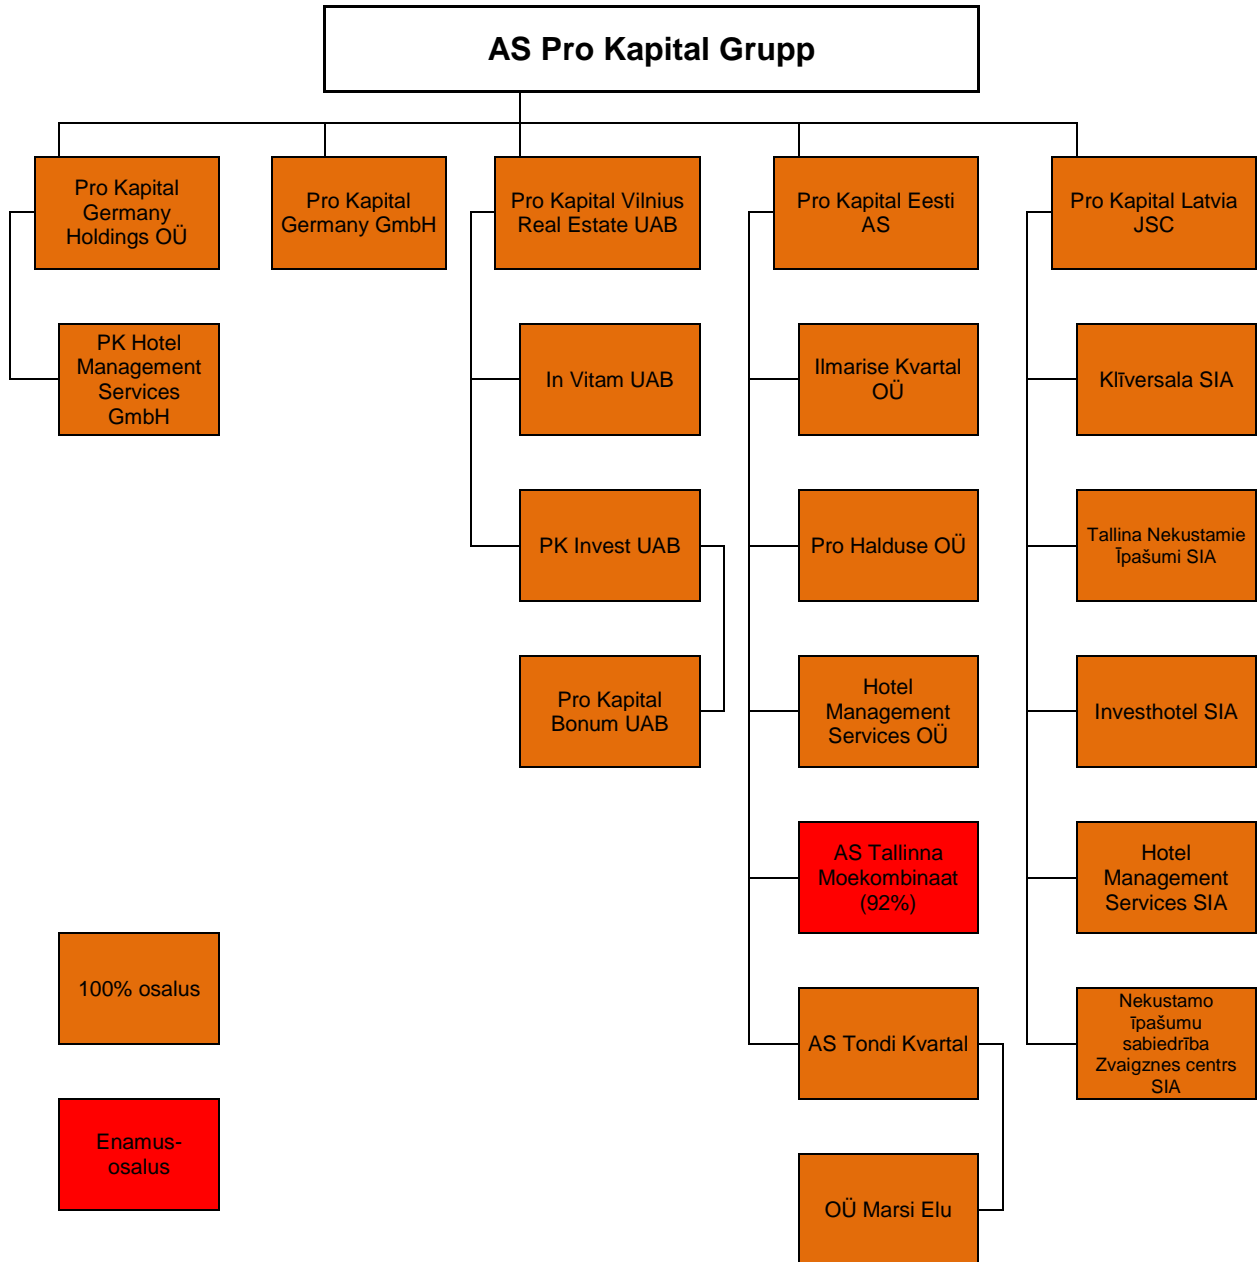 AS Pro Kapital Grupp
Pro Kapital
Germany
Holdings OÜ
Pro Kapital
Germany GmbH
Pro Kapital Vilnius
Real Estate UAB
Pro Kapital Eesti
AS
Pro Kapital Latvia
JSC
PK Hotel
Management
Services
GmbH
In Vitam UAB
Ilmarise Kvartal
OÜ
Klīversala SIA
PK Invest UAB
Pro Halduse OÜ
Tallina Nekustamie
Īpašumi SIA
Pro Kapital
Bonum UAB
Hotel
Management
Services OÜ
Investhotel SIA
AS Tallinna
Moekombinaat
(92%)
Hotel
Management
Services SIA
100% osalus
AS Tondi Kvartal
Nekustamo
īpašumu
sabiedrība
Zvaigznes centrs
SIA
Enamus-
osalus
OÜ Marsi Elu